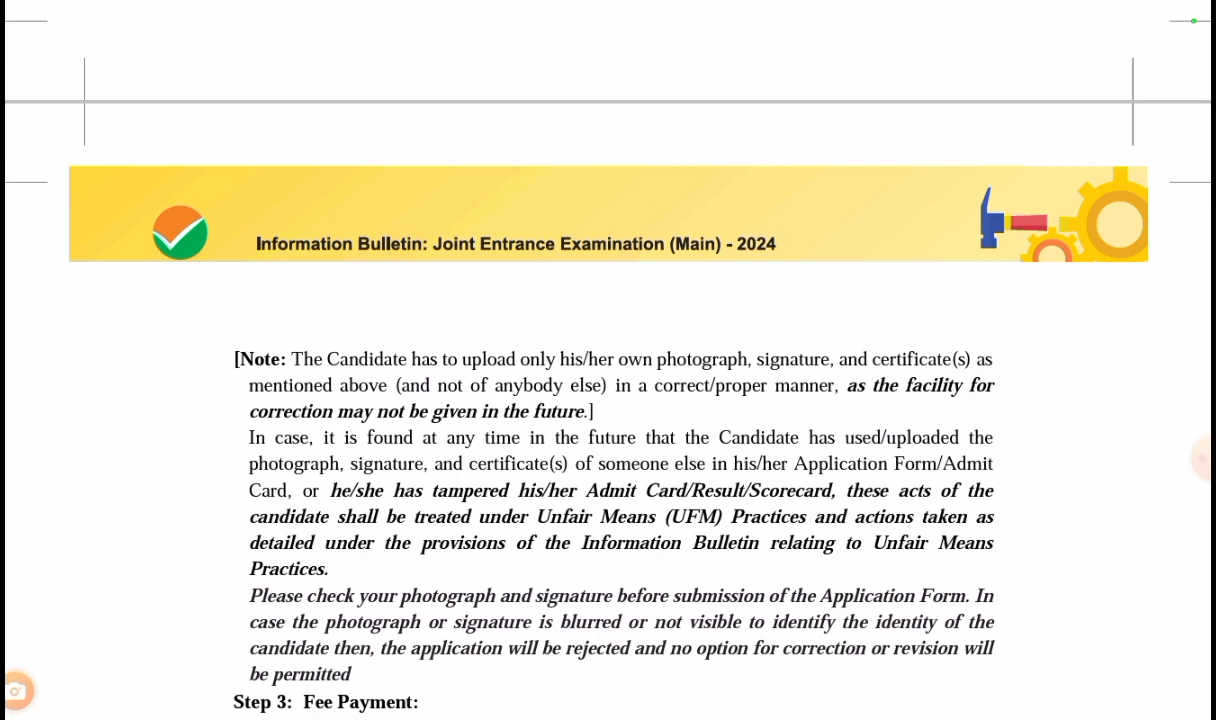 Information Bulletin: Joint Entrance Examination (Main) - 2024
[Note: The Candidate has to upload only his/her own photograph, signature, and certificate(s) as
mentioned above (and not of anybody else) in a correct/proper manner, as the facility for
correction may not be given in the future.]
In case, it is found at any time in the future that the Candidate has used/uploaded the
photograph, signature, and certificate(s) of someone else in his/her Application Form/Admit
Card, or he/she has tampered his/her Admit Card/Result/Scorecard, these acts of the
candidate shall be treated under Unfair Means (UFM) Practices and actions taken as
detailed under the provisions of the Information Bulletin relating to Unfair Means
Practices.
Please check your photograph and signature before submission of the Application Form. In
case the photograph or signature is blurred or not visible to identify the identity of the
candidate then, the application will be rejected and no option for correction or revision will
be permitted
Step 3: Fee Payment: